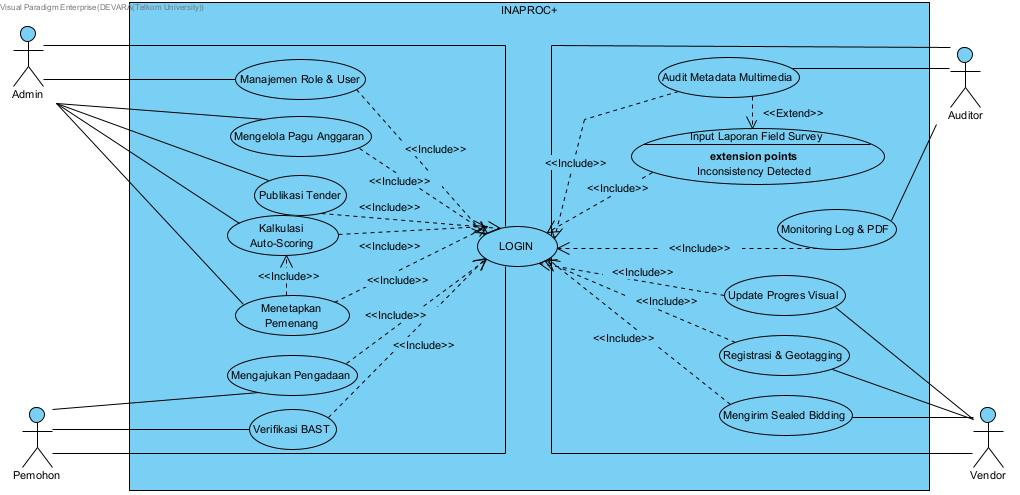 Visual Paradigm Enterprise(DEVARA(Telkom University))
INAPROC+
Admin
Manajemen Role & User
Mengelola Pagu Anggaran
Publikasi Tender
Kalkulasi
Auto-Scoring
<<Include>>
Menetapkan
Pemenang
Mengajukan Pengadaan
Verifikasi BAST
Pemohon
<<Include>>
<<Include>>
<<Include>>
<<Include>>
<<Include>>
<<Include>>
<<Include>>
LOGIN
Auditor
Audit Metadata Multimedia
<<Extend>>
Input Laporan Field Survey
extension points
Inconsistency Detected
<<Include>>
<<Include>>
Monitoring Log & PDF
<<Include>>
<<Include>>
Update Progres Visual
<<Include>>
Registrasi & Geotagging
<<Include>>
Mengirim Sealed Bidding
Vendor